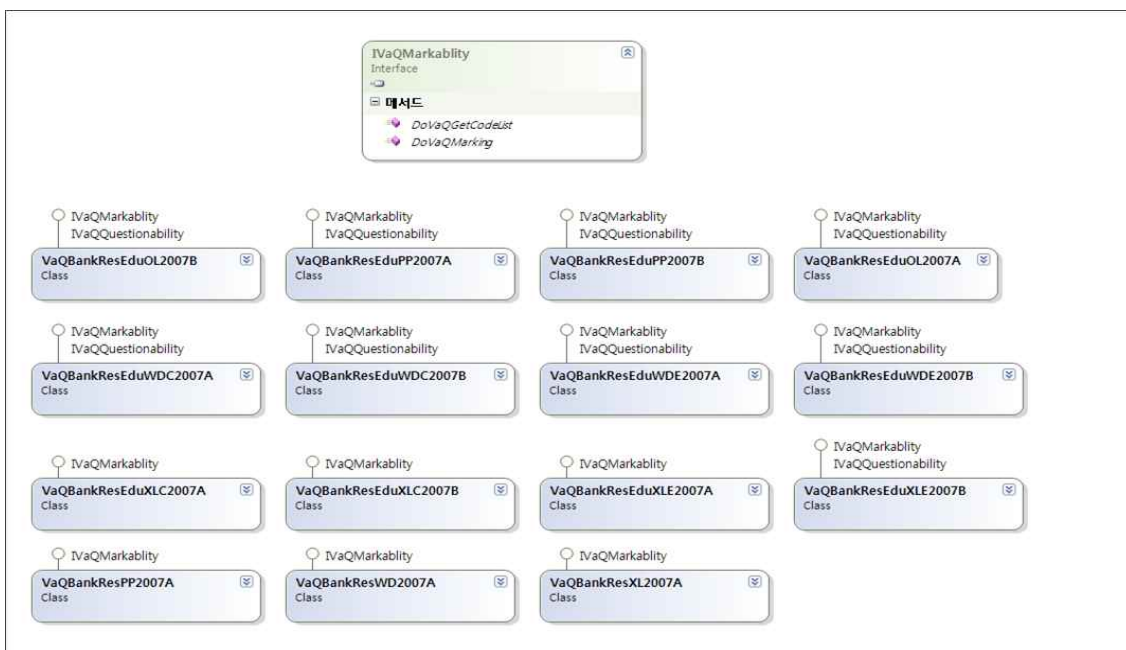 IVaQMarkablity
Interface
메서드
DoVaQGetCodeList
DoVaQMarking
IVaQMarkablity
IVaQQuestionability
VaQBankResEduOL2007B
Class
IVaQMarkablity
IVaQQuestionability
VaQBankResEduPP2007A
Class
IVaQMarkablity
IVaQQuestionability
VaQBankResEduPP2007B
Class
IVaQMarkablity
IVaQQuestionability
VaQBankResEduOL2007A
Class
IVaQMarkablity
IVaQQuestionability
VaQBankResEduWDC2007A
Class
IVaQMarkablity
IVaQQuestionability
VaQBankResEduWDC2007B
Class
IVaQMarkablity
IVaQQuestionability
VaQBankResEduWDE2007A
Class
IVaQMarkablity
IVaQQuestionability
VaQBankResEduWDE2007B
Class
IVaQMarkablity
VaQBankResEduXLC2007A
Class
IVaQMarkablity
VaQBankResEduXLC2007B
Class
IVaQMarkablity
VaQBankResEduXLE2007A
Class
IVaQMarkablity
IVaQQuestionability
VaQBankResEduXLE2007B
Class
IVaQMarkablity
VaQBankResPP2007A
Class
IVaQMarkablity
VaQBankResWD2007A
Class
IVaQMarkablity
VaQBankResXL2007A
Class